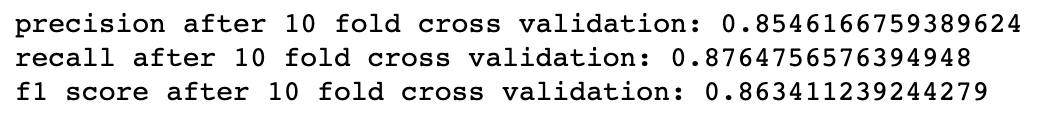 precision after 10 fold cross validation: 0.8546166759389624
recall after 10 fold cross validation: 0.8764756576394948
f1 score after 10 fold cross validation: 0.863411239244279